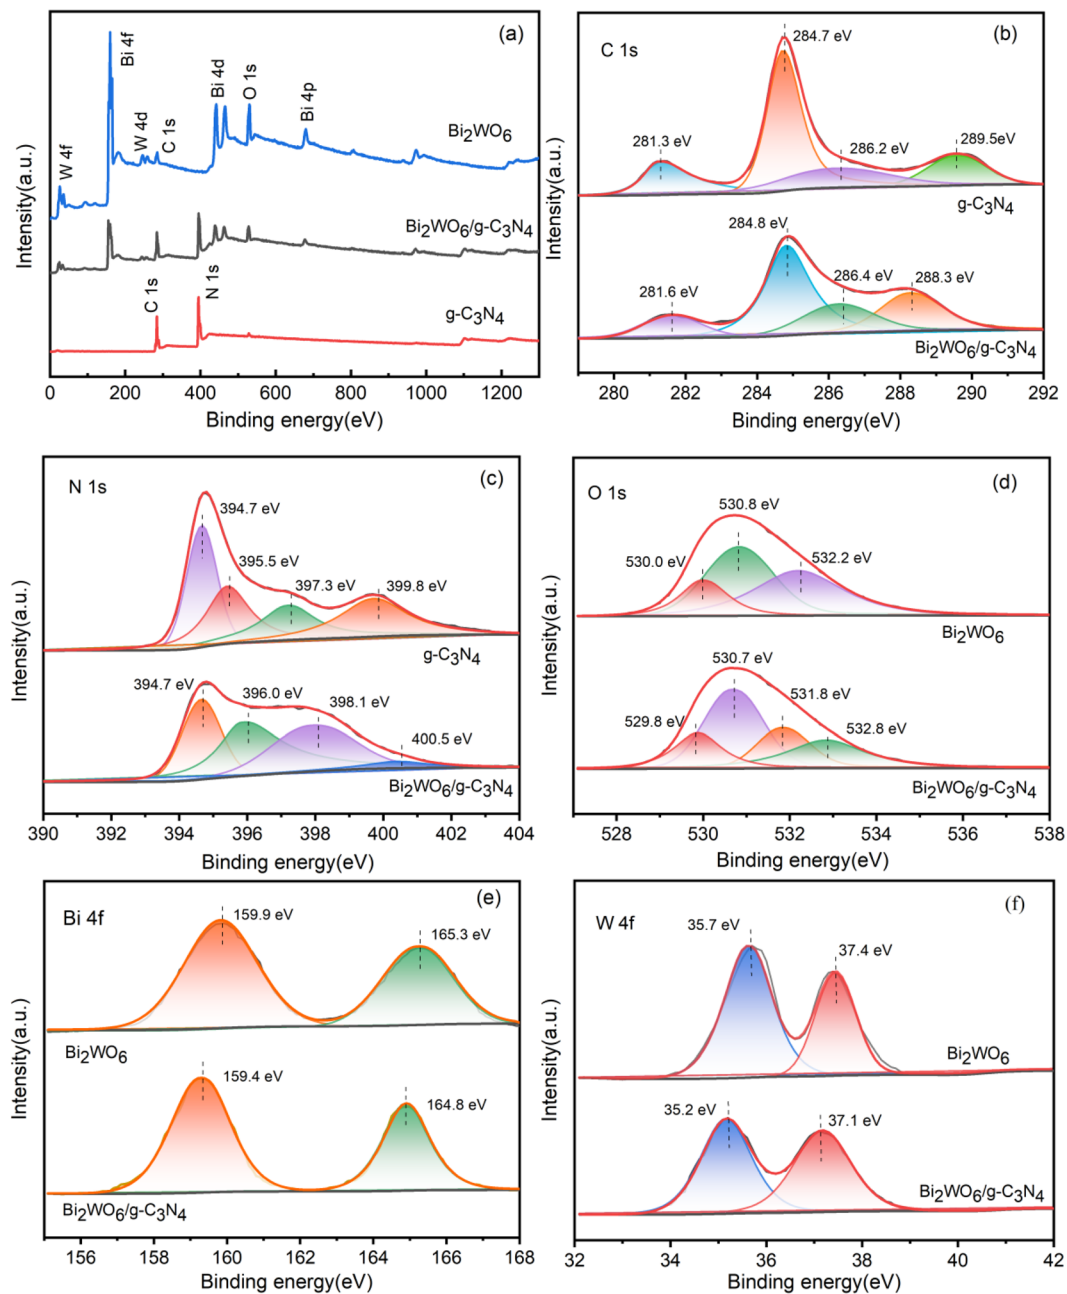 (a)
Bi 4f
W 4f
W 4d
C 1s
Bi 4d
O 1s
Bi 4p
Bi₂WO₆
Bi₂WO₆/g-C₃N₄
C 1s
N 1s
g-C₃N₄
Intensity(a.u.)
0 200 400 600 800 1000 1200
Binding energy(eV)
(b)
C 1s
284.7 eV
281.3 eV
286.2 eV
289.5eV
g-C₃N₄
284.8 eV
281.6 eV
286.4 eV
288.3 eV
Bi₂WO₆/g-C₃N₄
Intensity(a.u.)
280 282 284 286 288 290 292
Binding energy(eV)
(c)
N 1s
394.7 eV
395.5 eV
397.3 eV
399.8 eV
g-C₃N₄
394.7 eV
396.0 eV
398.1 eV
400.5 eV
Bi₂WO₆/g-C₃N₄
Intensity(a.u.)
390 392 394 396 398 400 402 404
Binding energy(eV)
(d)
O 1s
530.8 eV
530.0 eV
532.2 eV
Bi₂WO₆
530.7 eV
529.8 eV
531.8 eV
532.8 eV
Bi₂WO₆/g-C₃N₄
Intensity(a.u.)
528 530 532 534 536 538
Binding energy(eV)
(e)
Bi 4f
159.9 eV
165.3 eV
Bi₂WO₆
159.4 eV
164.8 eV
Bi₂WO₆/g-C₃N₄
Intensity(a.u.)
156 158 160 162 164 166 168
Binding energy(eV)
(f)
W 4f
35.7 eV
37.4 eV
Bi₂WO₆
35.2 eV
37.1 eV
Bi₂WO₆/g-C₃N₄
Intensity(a.u.)
32 34 36 38 40 42
Binding energy(eV)